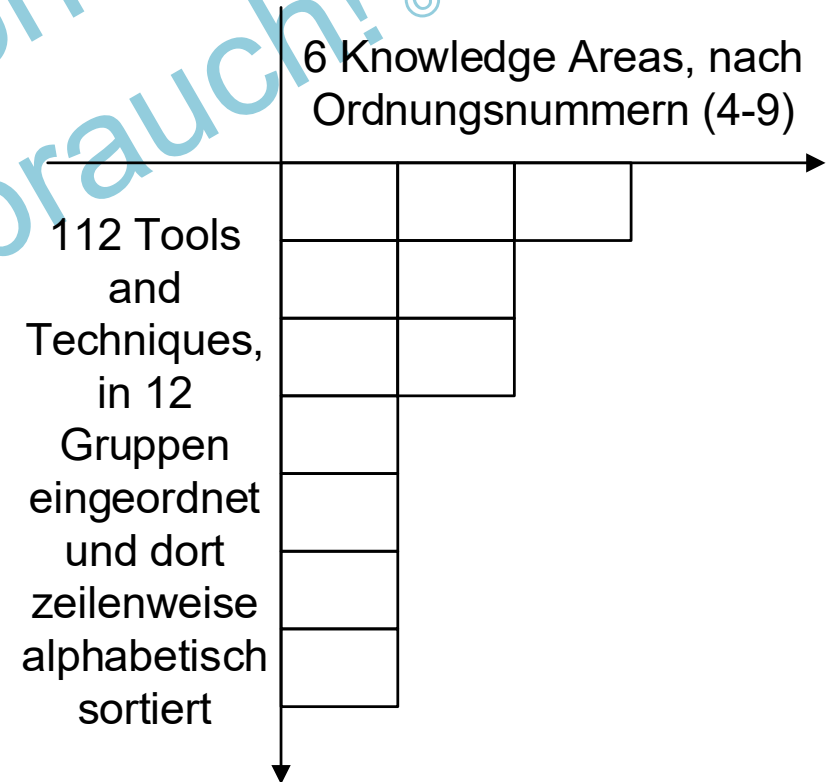 rauch! ©
6 Knowledge Areas, nach
Ordnungsnummern (4-9)
112 Tools
and
Techniques,
in 12
Gruppen
eingeordnet
und dort
zeilenweise
alphabetisch
sortiert